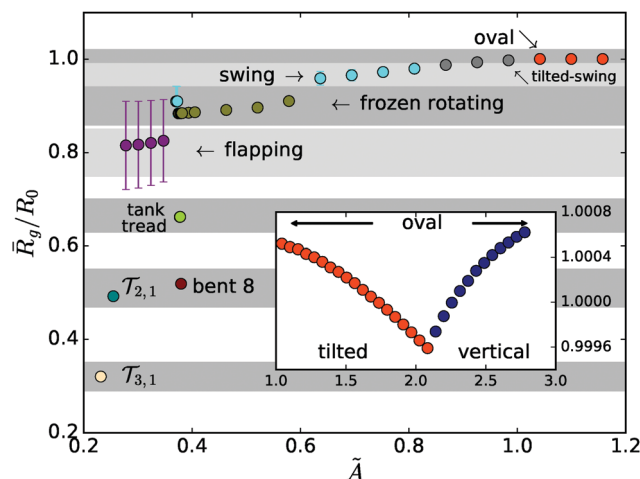 1.0
0.8
0.6
0.4
0.2
R̄g/R0
oval
swing →
tilted-swing
← frozen rotating
← flapping
tank
tread
𝒯2,1
bent 8
𝒯3,1
oval
1.0008
1.0004
1.0000
0.9996
tilted
vertical
1.0 1.5 2.0 2.5 3.0
0.2 0.4 0.6 0.8 1.0 1.2
Ã